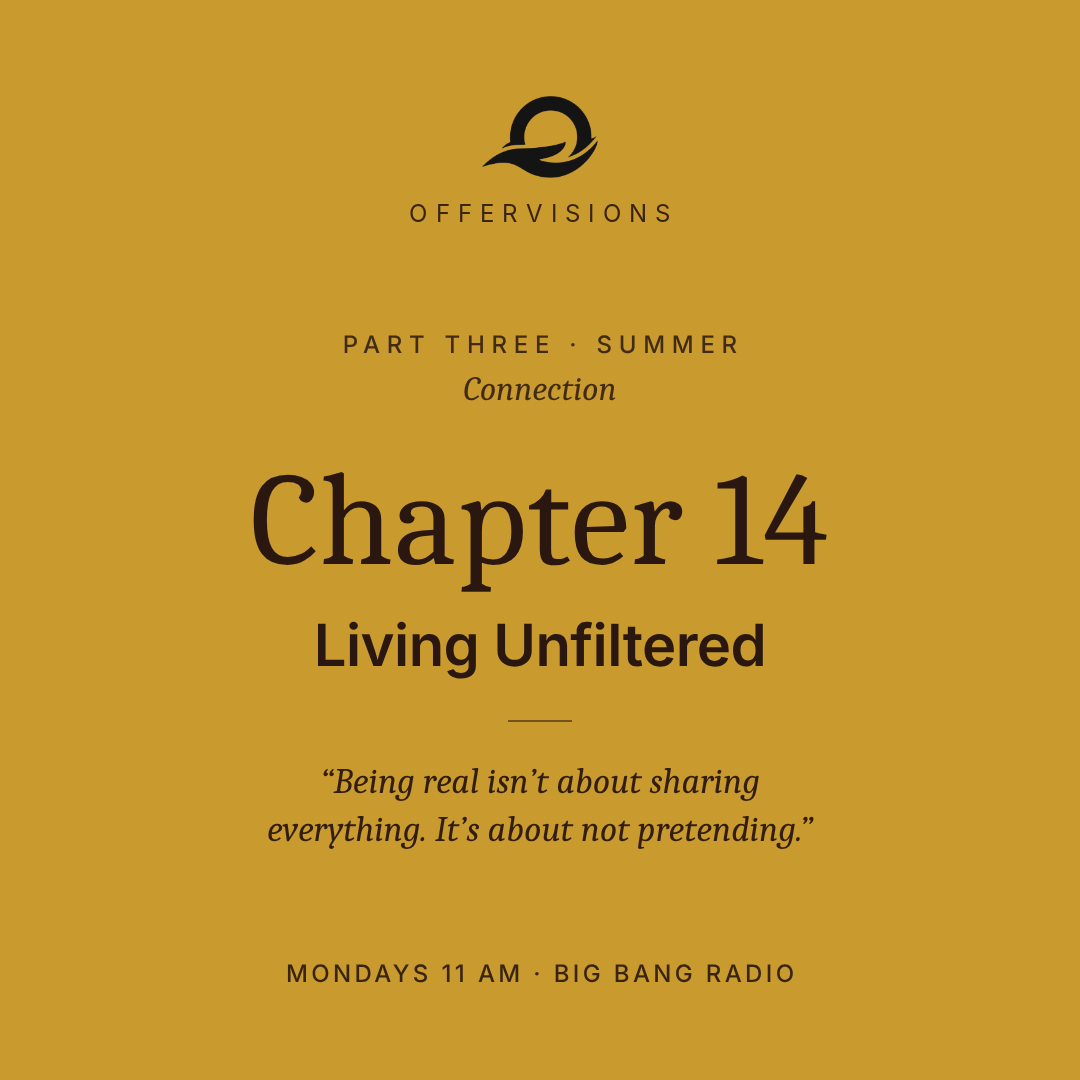 OFFERVISIONS
PART THREE · SUMMER
Connection
Chapter 14
Living Unfiltered
“Being real isn’t about sharing
everything. It’s about not pretending.”
MONDAYS 11 AM · BIG BANG RADIO